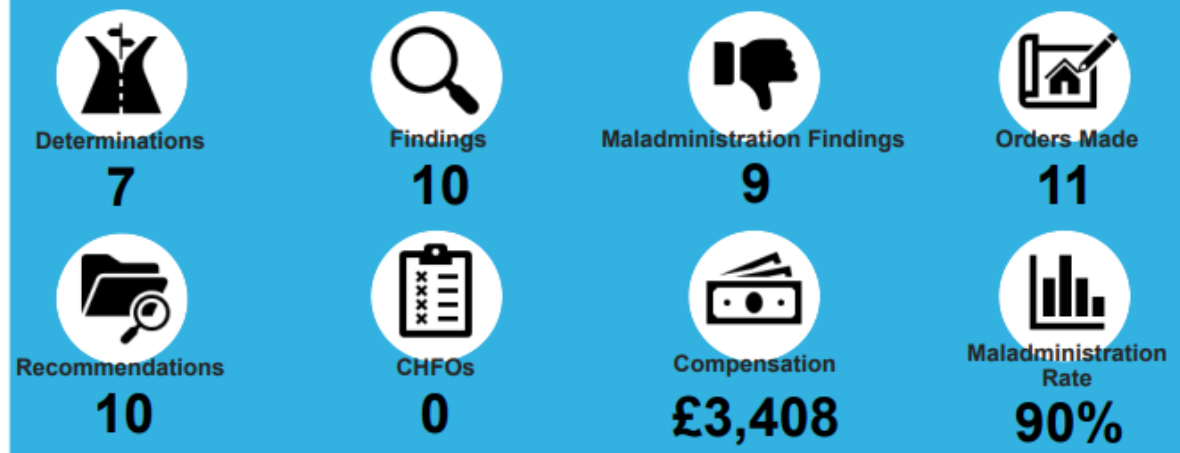 Determinations
7
Findings
10
Maladministration Findings
9
Orders Made
11
Recommendations
10
CHFOs
0
Compensation
£3,408
Maladministration
Rate
90%